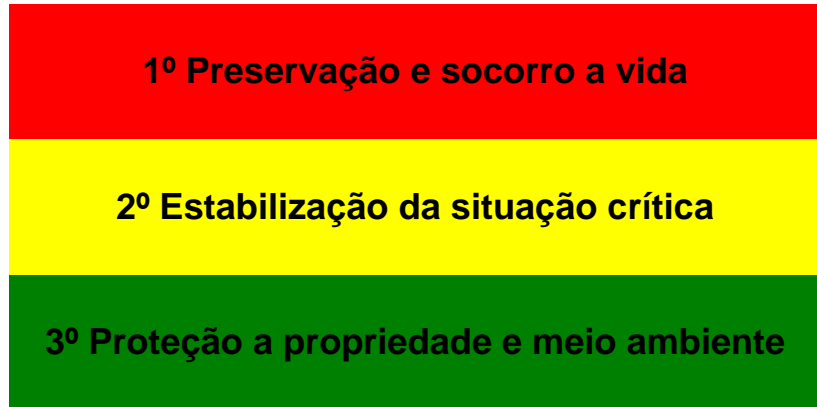 1º Preservação e socorro a vida
2º Estabilização da situação crítica
3º Proteção a propriedade e meio ambiente